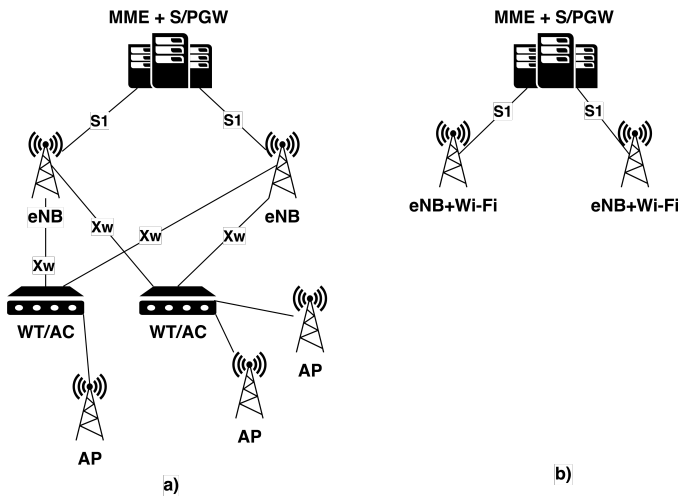 MME + S/PGW
S1
S1
eNB
eNB
Xw
Xw
Xw
Xw
WT/AC
WT/AC
AP
AP
AP
a)
MME + S/PGW
S1
S1
eNB+Wi-Fi
eNB+Wi-Fi
b)